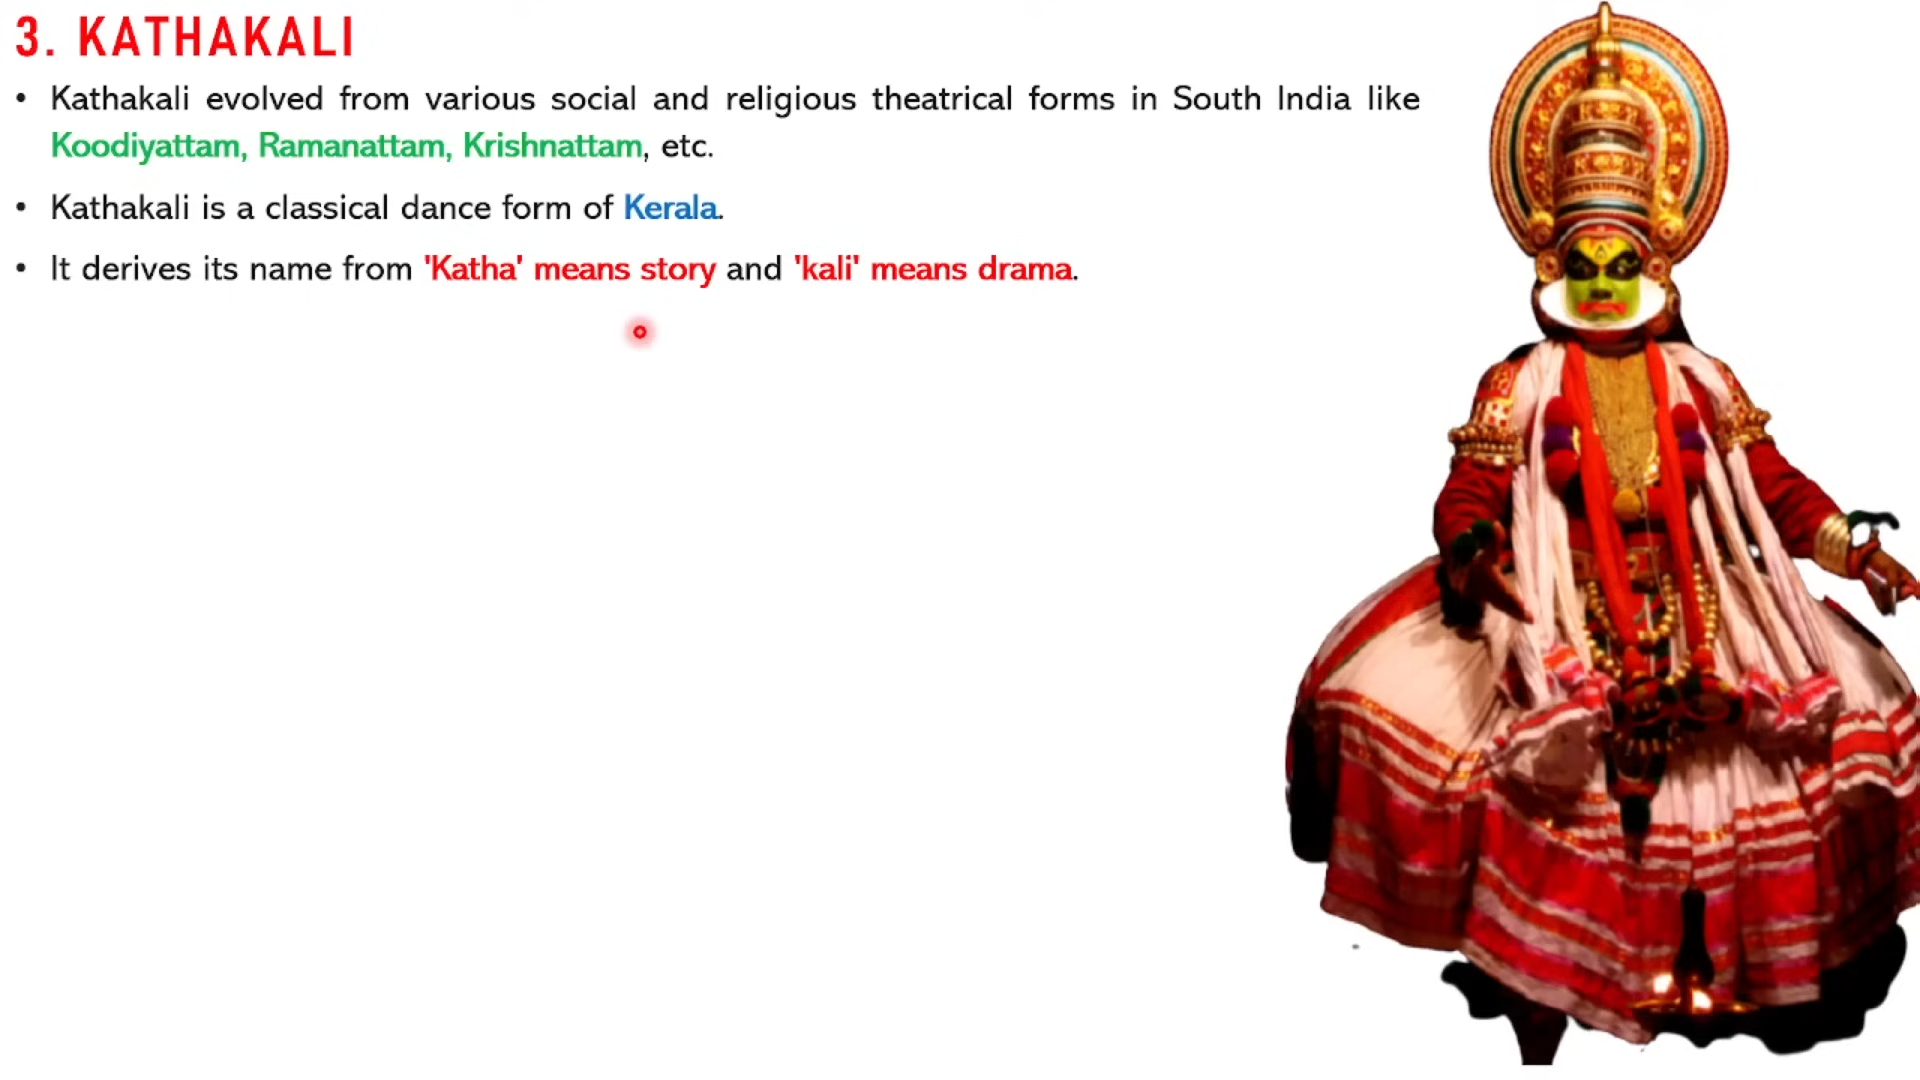 3. KATHAKALI
• Kathakali evolved from various social and religious theatrical forms in South India like
Koodiyattam, Ramanattam, Krishnattam, etc.
• Kathakali is a classical dance form of Kerala.
• It derives its name from 'Katha' means story and 'kali' means drama.